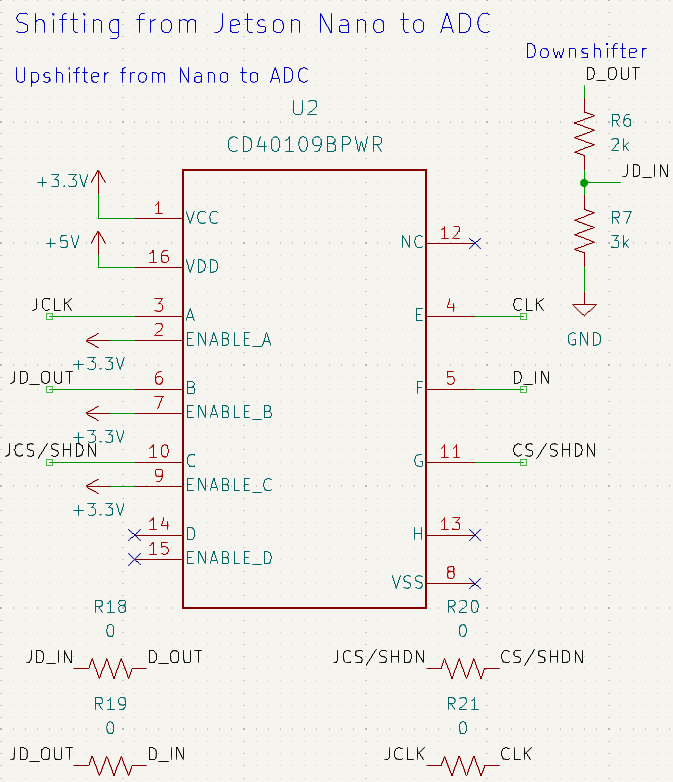 Shifting from Jetson Nano to ADC
Downshifter
Upshifter from Nano to ADC
D_OUT
R6
2k
JD_IN
R7
3k
GND
U2
CD40109BPWR
+3.3V
1
VCC
+5V
16
VDD
NC
12
JCLK
3
A
E
4
CLK
2
ENABLE_A
+3.3V
JD_OUT
6
B
F
5
D_IN
7
ENABLE_B
+3.3V
JCS/SHDN
10
C
G
11
CS/SHDN
9
ENABLE_C
+3.3V
14
D
H
13
15
ENABLE_D
VSS
8
R18
0
JD_IN
D_OUT
R20
0
JCS/SHDN
CS/SHDN
R19
0
JD_OUT
D_IN
R21
0
JCLK
CLK